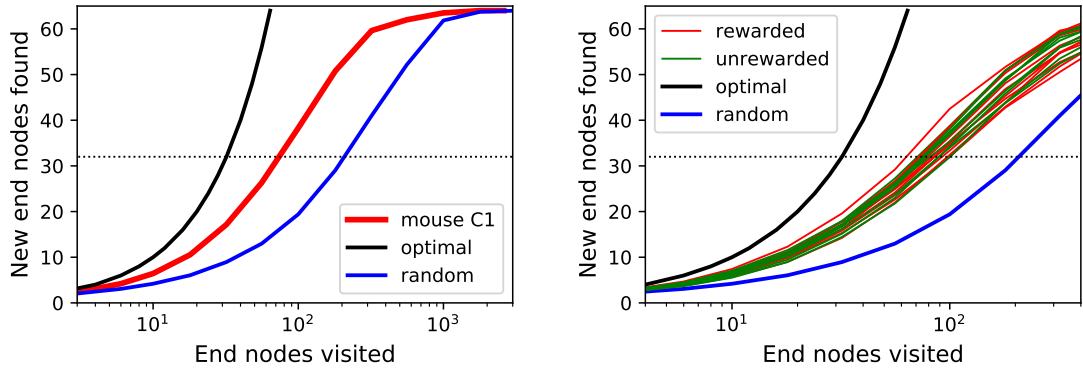 New end nodes found
60
50
40
30
20
10
0
mouse C1
optimal
random
10¹
10²
10³
End nodes visited
New end nodes found
60
50
40
30
20
10
0
rewarded
unrewarded
optimal
random
10¹
10²
End nodes visited